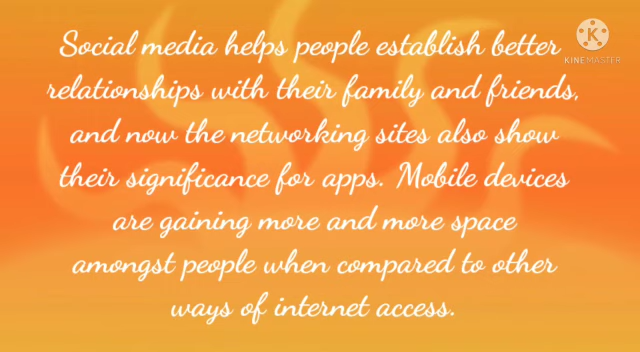 Social media helps people establish better
relationships with their family and friends,
and now the networking sites also show
their significance for apps. Mobile devices
are gaining more and more space
amongst people when compared to other
ways of internet access.
K
KINEMASTER